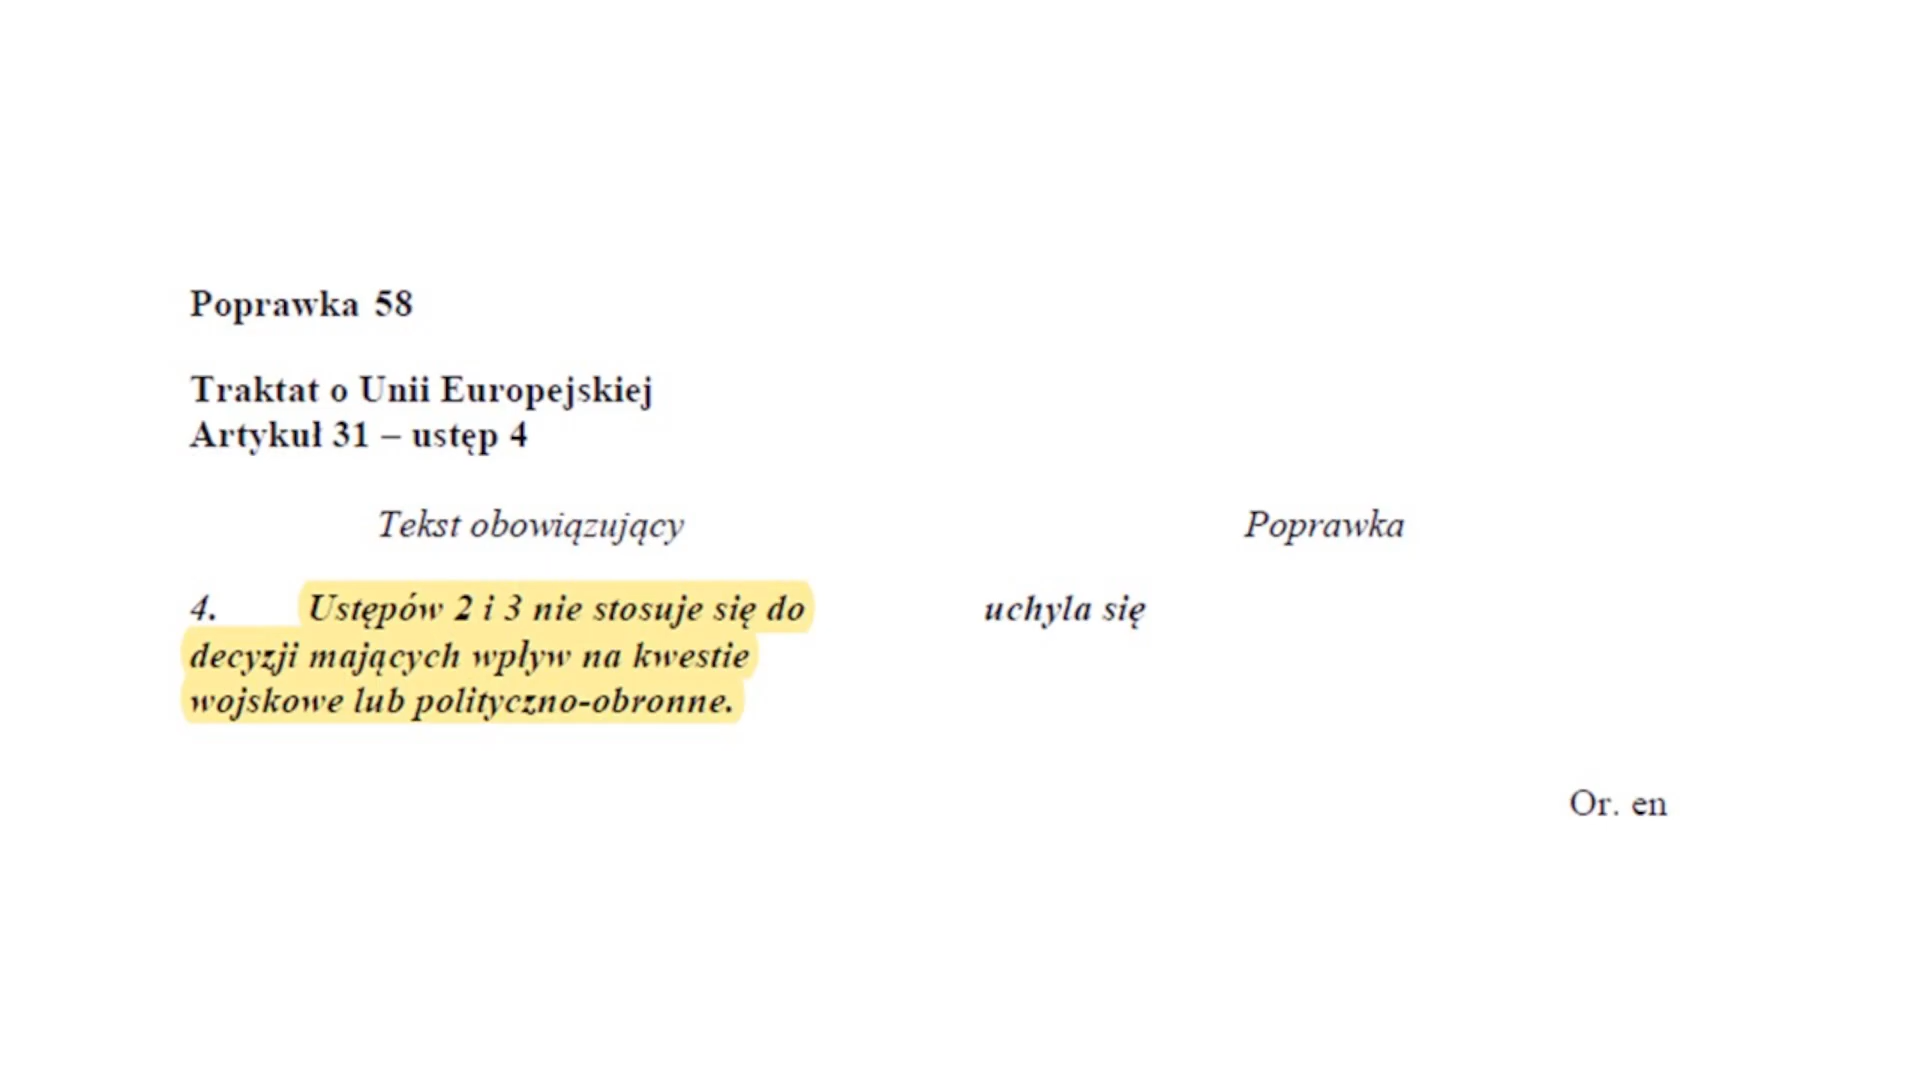 Poprawka 58
Traktat o Unii Europejskiej
Artykuł 31 – ustęp 4
Tekst obowiązujący
Poprawka
4. Ustępów 2 i 3 nie stosuje się do
decyzji mających wpływ na kwestie
wojskowe lub polityczno-obronne.
uchyla się
Or. en